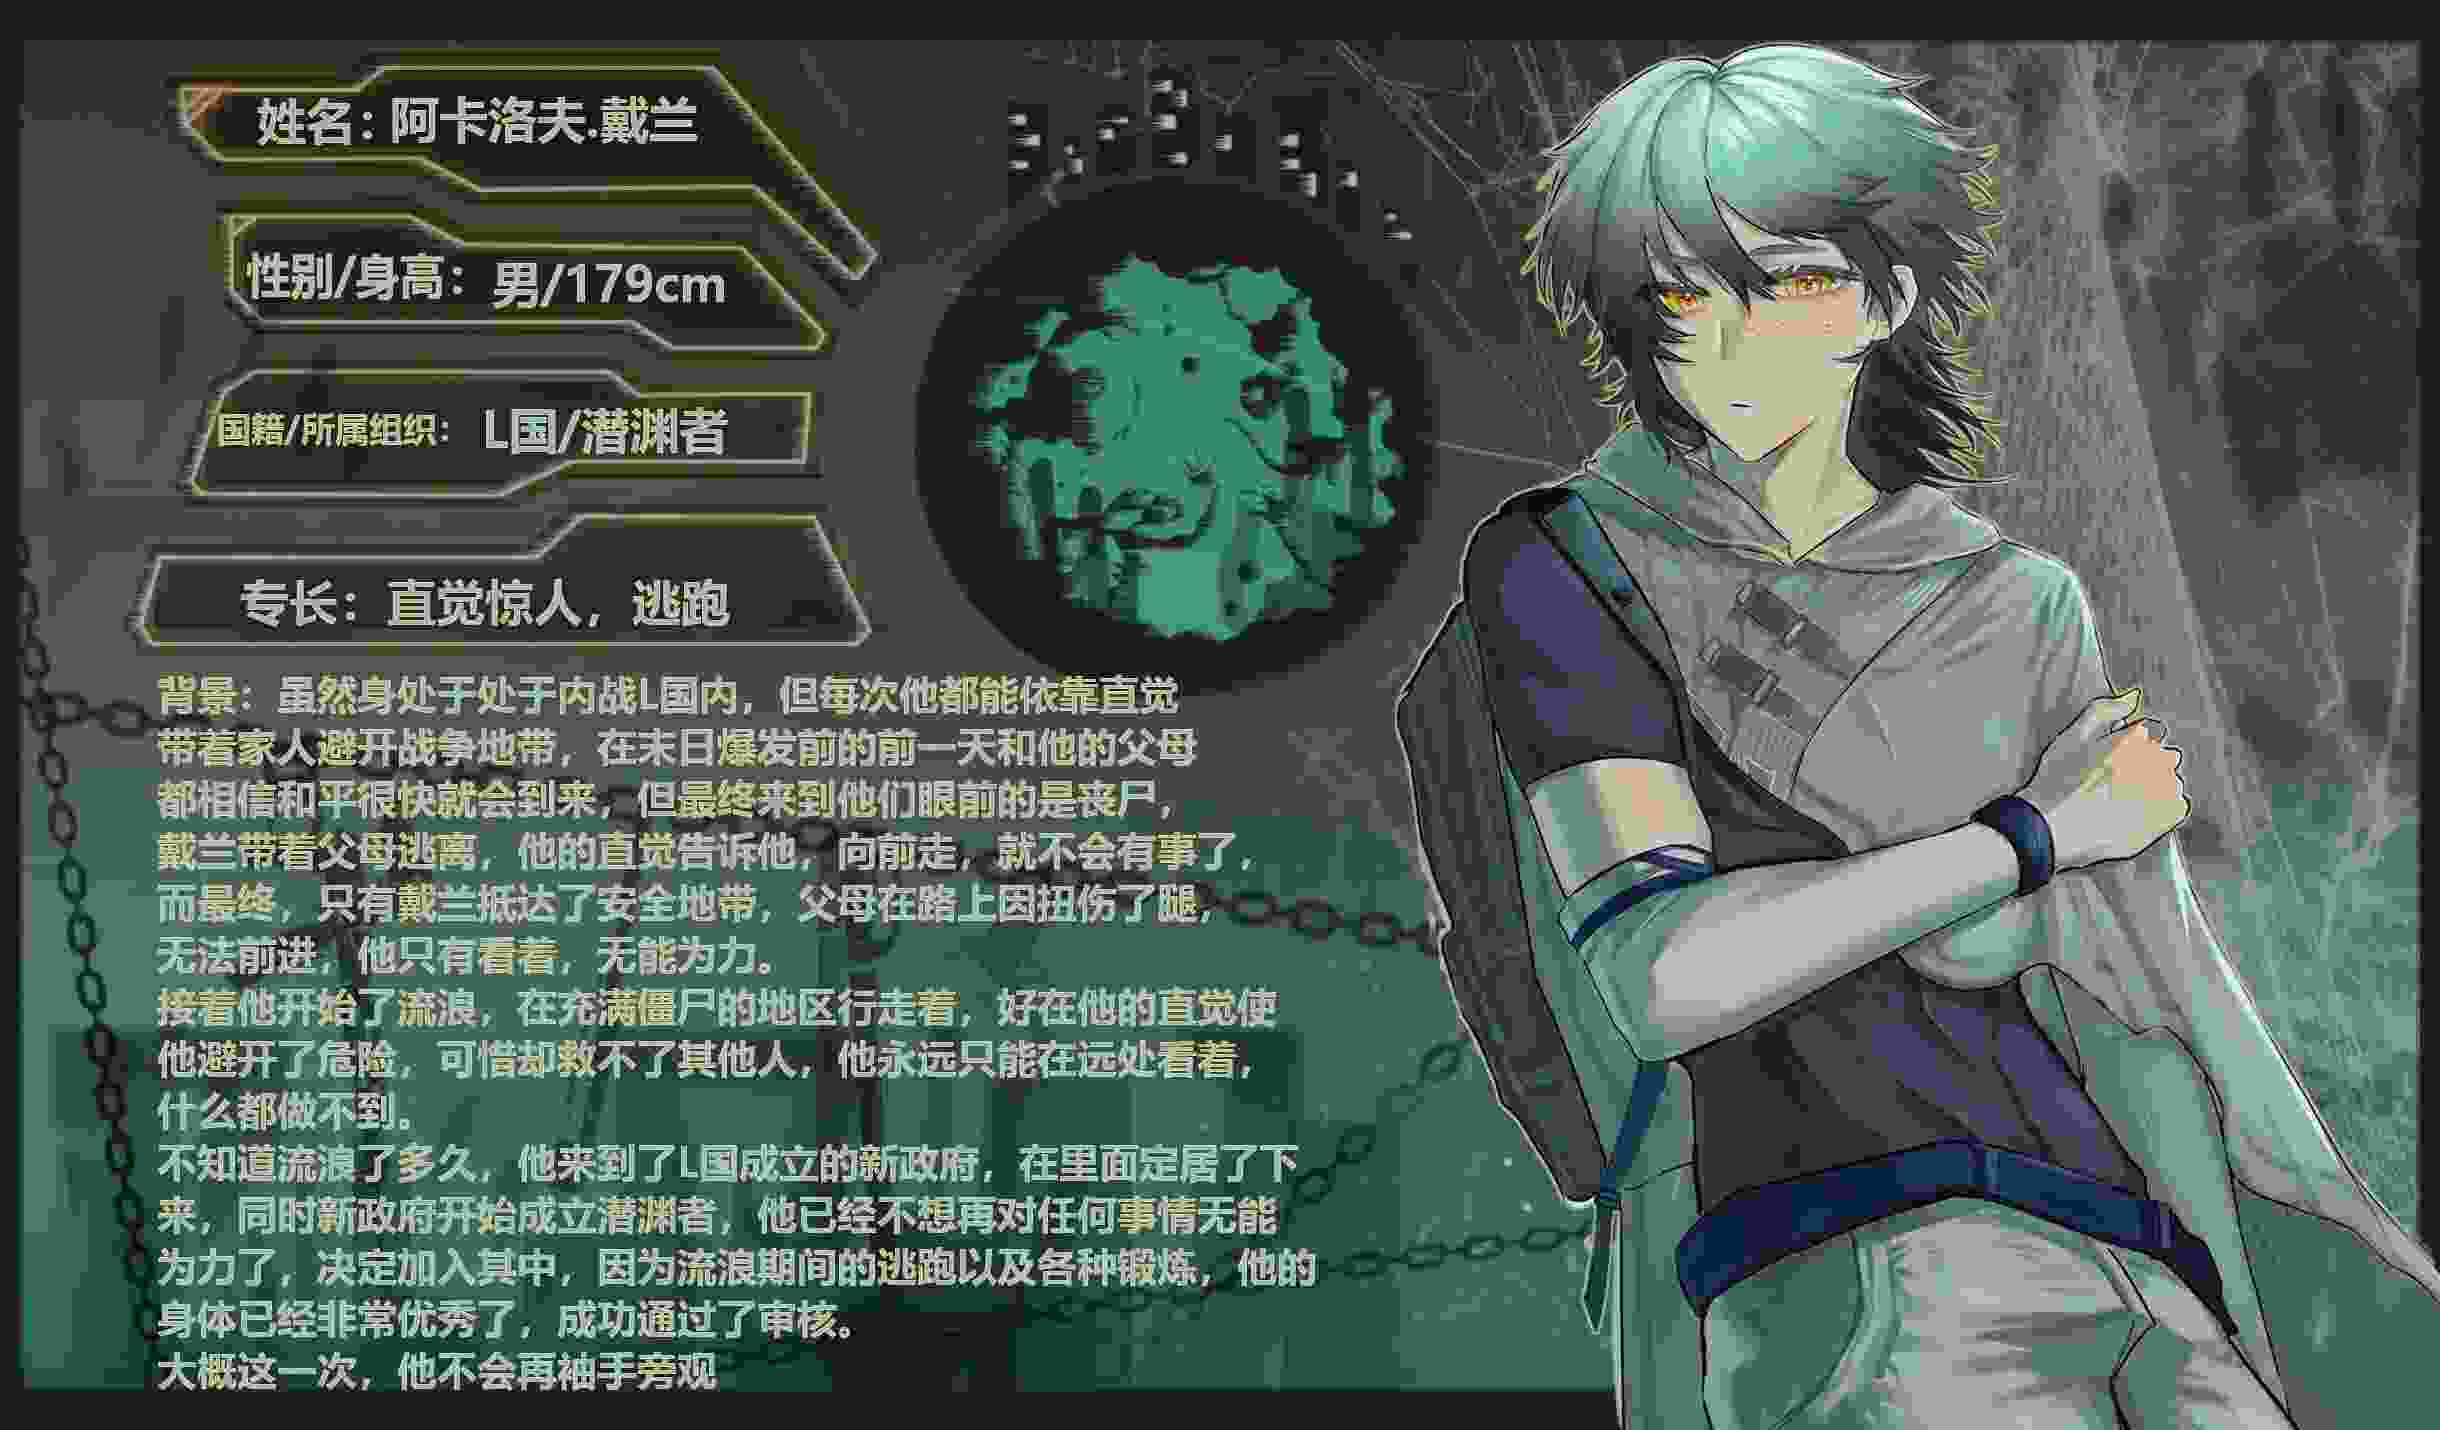 姓名：阿卡洛夫.戴兰
性别/身高：男/179cm
国籍/所属组织：L国/潜渊者
专长：直觉惊人，逃跑
背景：虽然身处于处于内战L国内，但每次他都能依靠直觉
带着家人避开战争地带，在末日爆发前的前一天和他的父母
都相信和平很快就会到来，但最终来到他们眼前的是丧尸，
戴兰带着父母逃离，他的直觉告诉他，向前走，就不会有事了，
而最终，只有戴兰抵达了安全地带，父母在路上因扭伤了腿，
无法前进，他只有看着，无能为力。
接着他开始了流浪，在充满僵尸的地区行走着，好在他的直觉使
他避开了危险，可惜却救不了其他人，他永远只能在远处看着，
什么都做不到。
不知道流浪了多久，他来到了L国成立的新政府，在里面定居了下
来，同时新政府开始成立潜渊者，他已经不想再对任何事情无能
为力了，决定加入其中，因为流浪期间的逃跑以及各种锻炼，他的
身体已经非常优秀了，成功通过了审核。
大概这一次，他不会再袖手旁观